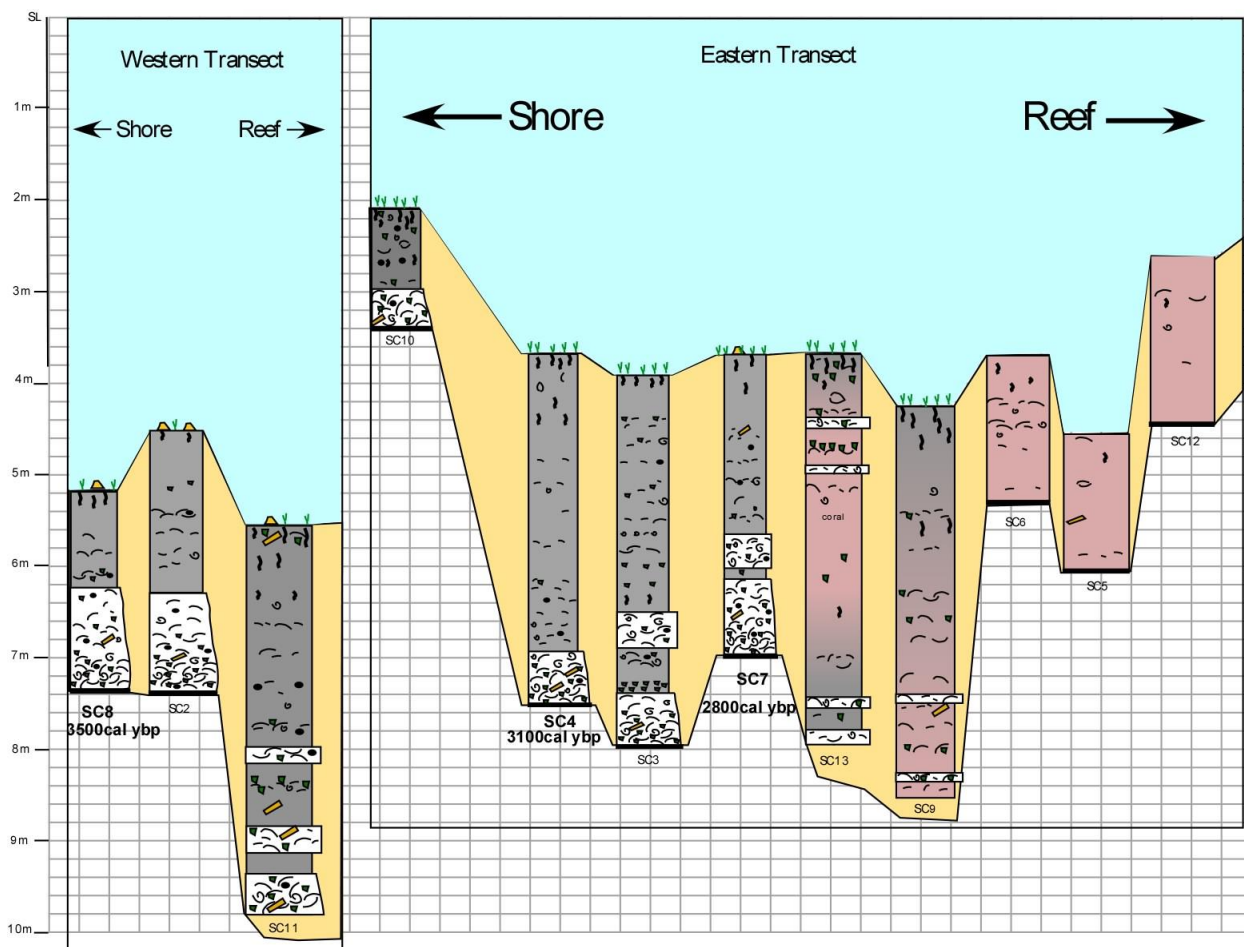 SL
Western Transect
Eastern Transect
Shore
Reef
Shore
Reef
1m
2m
3m
4m
5m
6m
7m
8m
9m
10m
SC10
SC12
coral
SC6
SC5
SC8
3500cal ybp
SC2
SC7
2800cal ybp
SC4
3100cal ybp
SC3
SC13
SC9
SC11